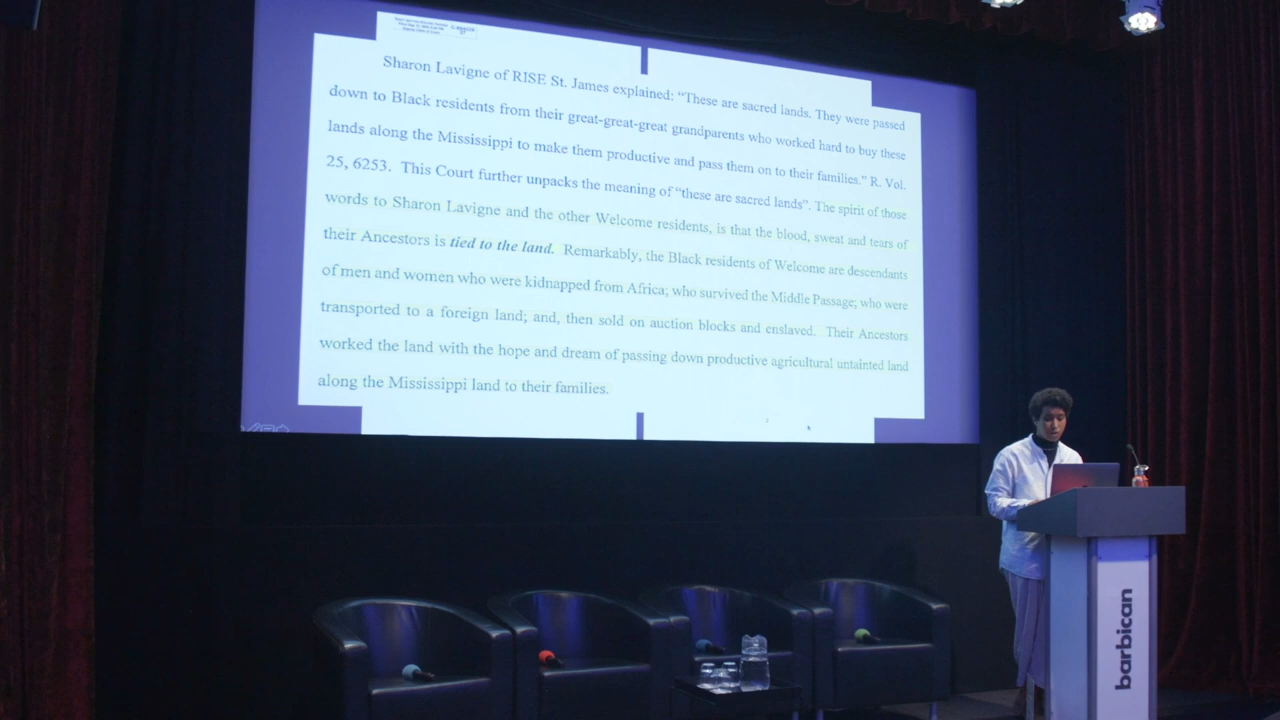 Sharon Lavigne of RISE St. James explained: “These are sacred lands. They were passed
down to Black residents from their great-great-great grandparents who worked hard to buy these
lands along the Mississippi to make them productive and pass them on to their families.” R. Vol.
25, 6253. This Court further unpacks the meaning of “these are sacred lands”. The spirit of those
words to Sharon Lavigne and the other Welcome residents, is that the blood, sweat and tears of
their Ancestors is tied to the land. Remarkably, the Black residents of Welcome are descendants
of men and women who were kidnapped from Africa; who survived the Middle Passage; who were
transported to a foreign land; and, then sold on auction blocks and enslaved. Their Ancestors
worked the land with the hope and dream of passing down productive agricultural untainted land
along the Mississippi land to their families.
barbican